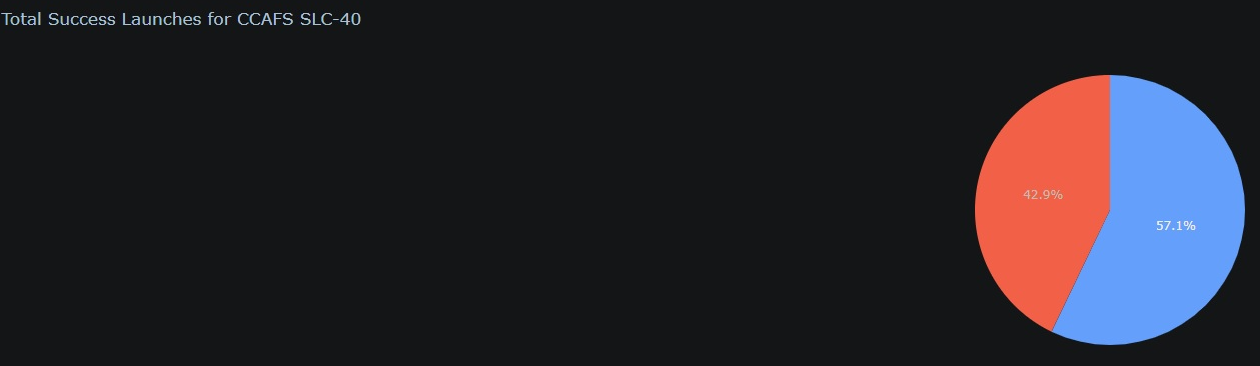 Total Success Launches for CCAFS SLC-40
42.9%
57.1%